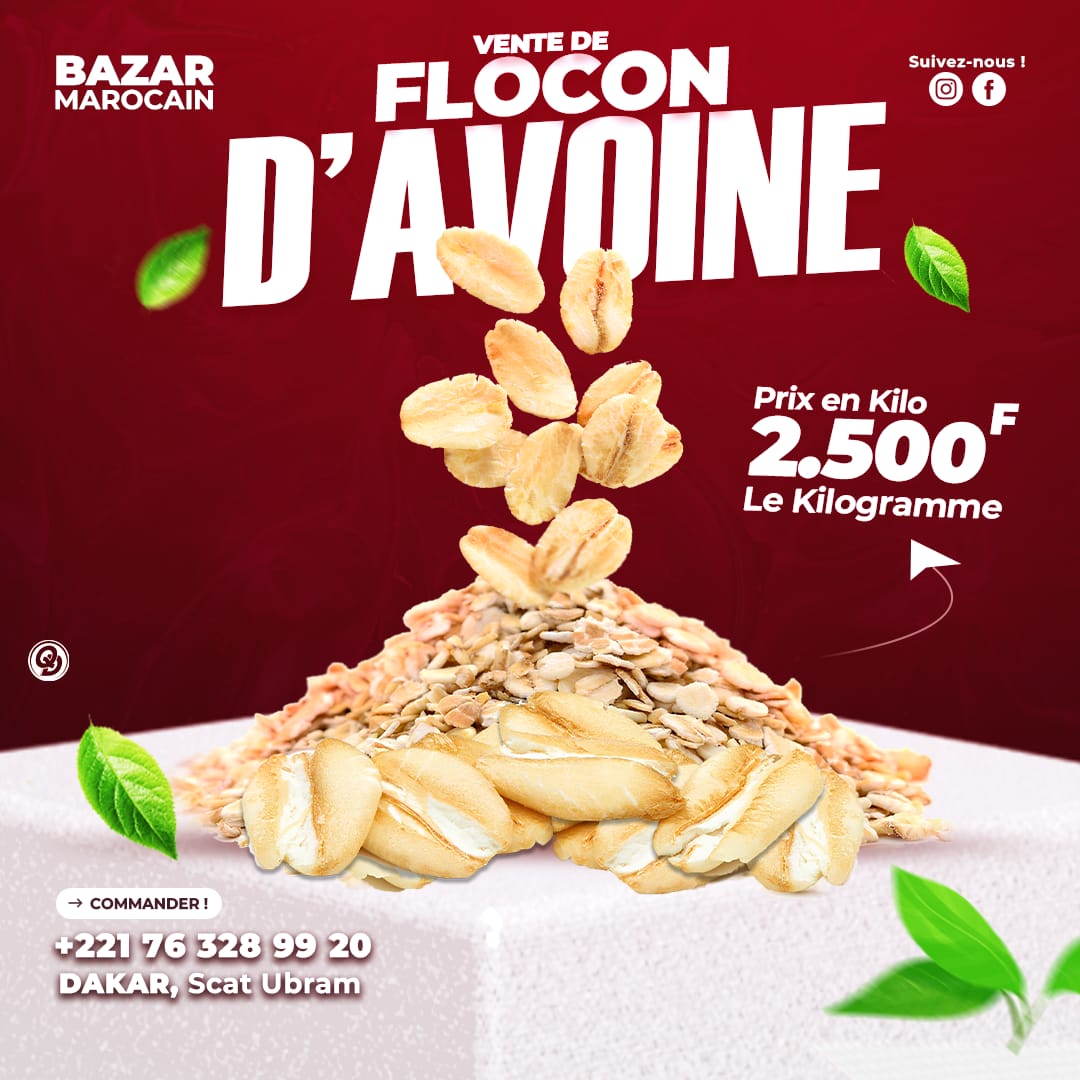 BAZAR
MAROCAIN
VENTE DE
FLOCON
D'AVOINE
Suivez-nous !
Prix en Kilo
2.500F
Le Kilogramme
→ COMMANDER !
+221 76 328 99 20
DAKAR, Scat Ubram